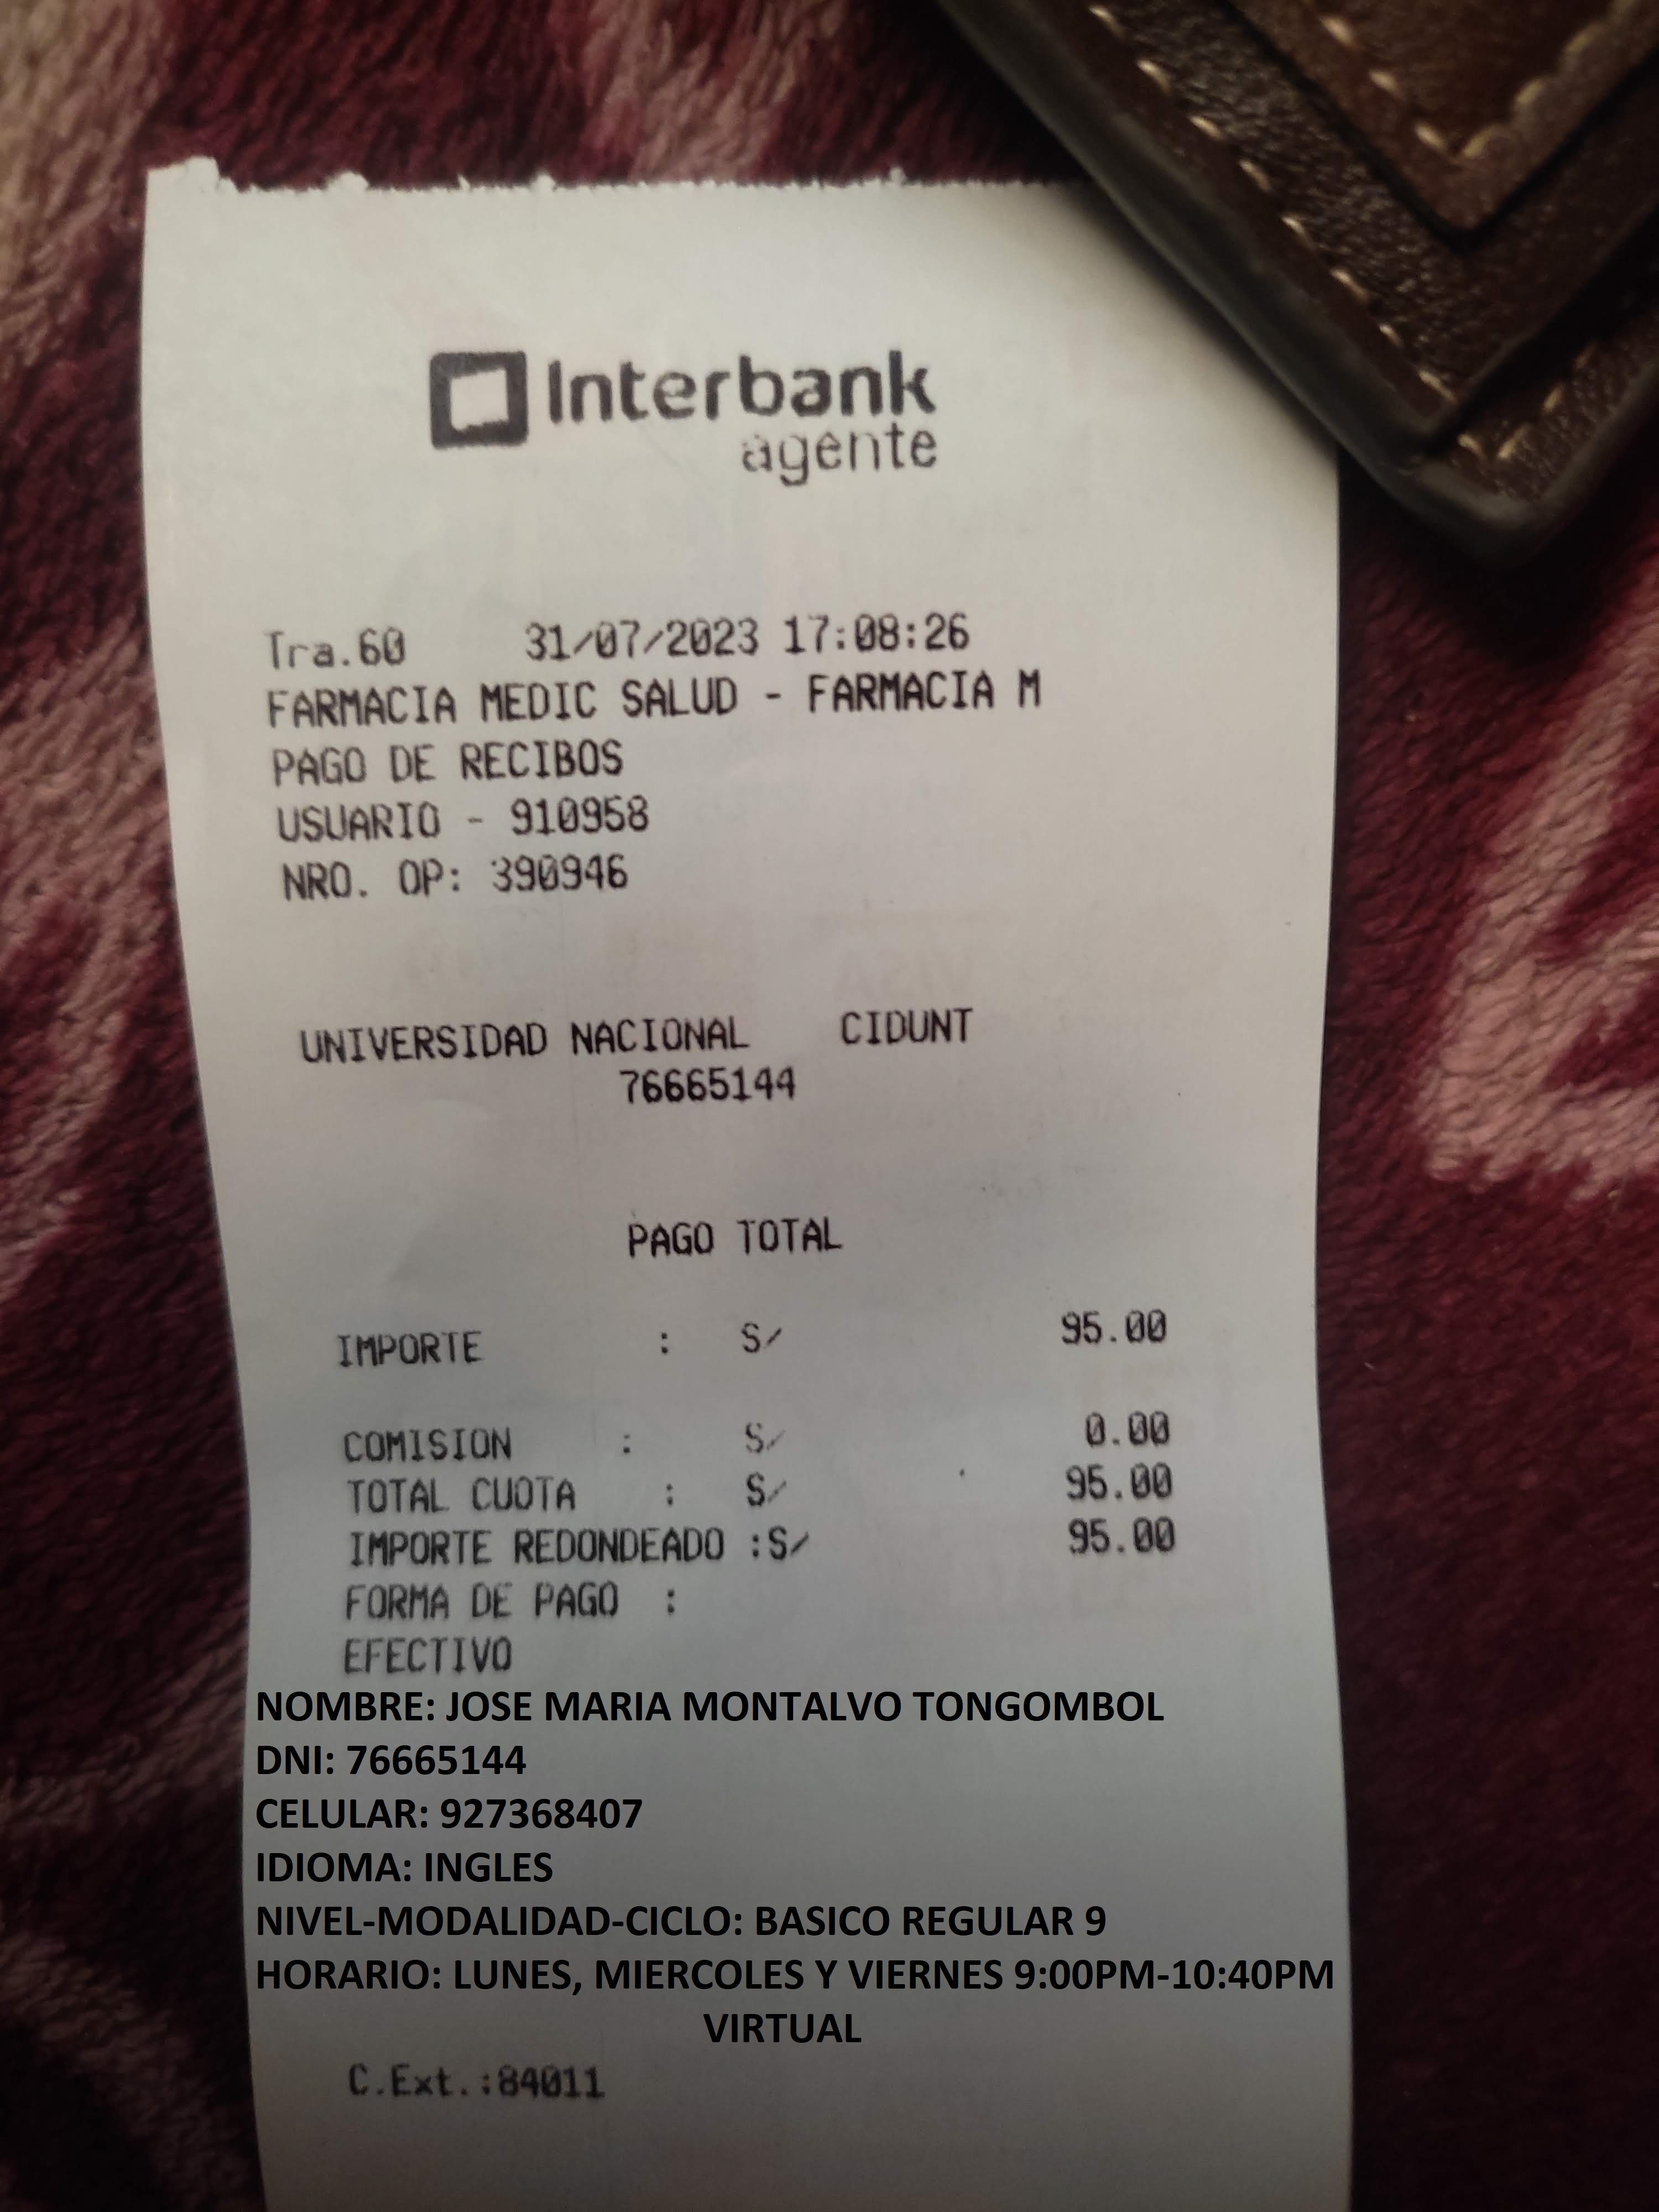 Interbank
agente
Tra.60 31/07/2023 17:08:26
FARMACIA MEDIC SALUD - FARMACIA M
PAGO DE RECIBOS
USUARIO - 910958
NRO. OP: 390946
UNIVERSIDAD NACIONAL CIDUNT
76665144
PAGO TOTAL
IMPORTE : S/ 95.00
COMISION : S/ 0.00
TOTAL CUOTA : S/ 95.00
IMPORTE REDONDEADO :S/ 95.00
FORMA DE PAGO :
EFECTIVO
NOMBRE: JOSE MARIA MONTALVO TONGOMBOL
DNI: 76665144
CELULAR: 927368407
IDIOMA: INGLES
NIVEL-MODALIDAD-CICLO: BASICO REGULAR 9
HORARIO: LUNES, MIERCOLES Y VIERNES 9:00PM-10:40PM
VIRTUAL
C.Ext.:84011